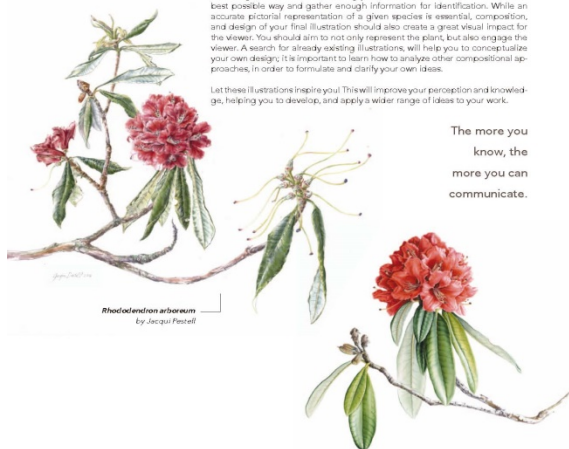 best possible way and gather enough information for identification. While an
accurate pictorial representation of a given species is essential, composition,
and design of your final illustration should also create a great visual impact for
the viewer. You should aim to not only represent the plant, but also engage the
viewer. A search for already existing illustrations, will help you to conceptualize
your own design; it is important to learn how to analyze other compositional ap-
proaches, in order to formulate and clarify your own ideas.
Let these illustrations inspire you! This will improve your perception and knowled-
ge, helping you to develop, and apply a wider range of ideas to your work.
The more you
know, the
more you can
communicate.
Rhododendron arboreum
by Jacqui Pestell